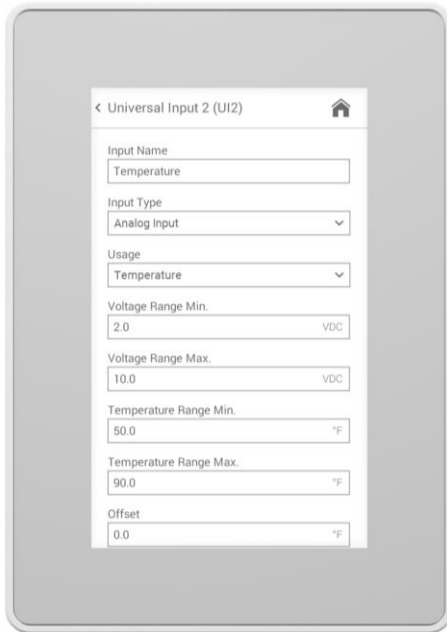 < Universal Input 2 (UI2)
Input Name
Temperature
Input Type
Analog Input
Usage
Temperature
Voltage Range Min.
2.0 VDC
Voltage Range Max.
10.0 VDC
Temperature Range Min.
50.0 °F
Temperature Range Max.
90.0 °F
Offset
0.0 °F